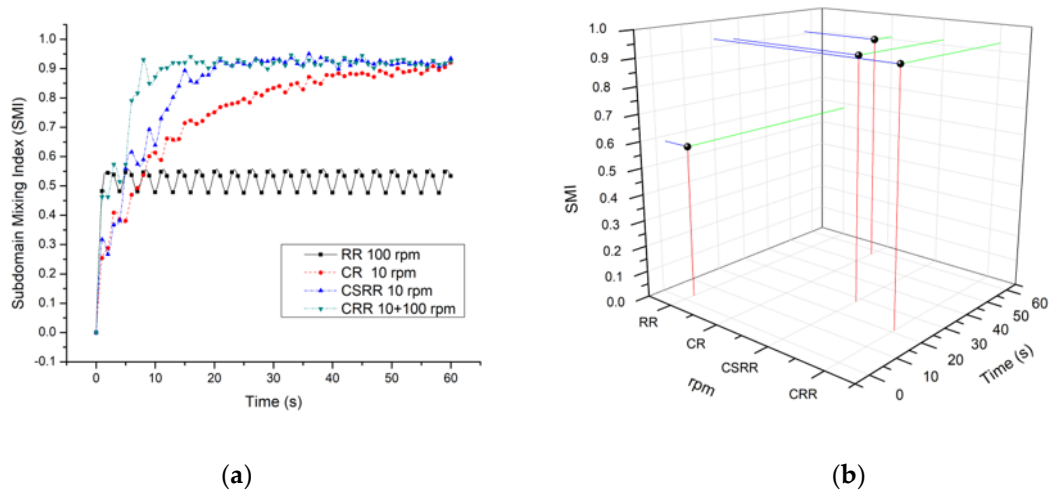 1.0
0.9
0.8
0.7
0.6
0.5
0.4
0.3
0.2
0.1
0.0
-0.1
Subdomain Mixing Index (SMI)
0 10 20 30 40 50 60
Time (s)
RR 100 rpm
CR 10 rpm
CSRR 10 rpm
CRR 10+100 rpm
(a)
1.0
0.9
0.8
0.7
0.6
0.5
0.4
0.3
0.2
0.1
0.0
SMI
RR
CR
CSRR
CRR
rpm
0
10
20
30
40
50
60
Time (s)
(b)